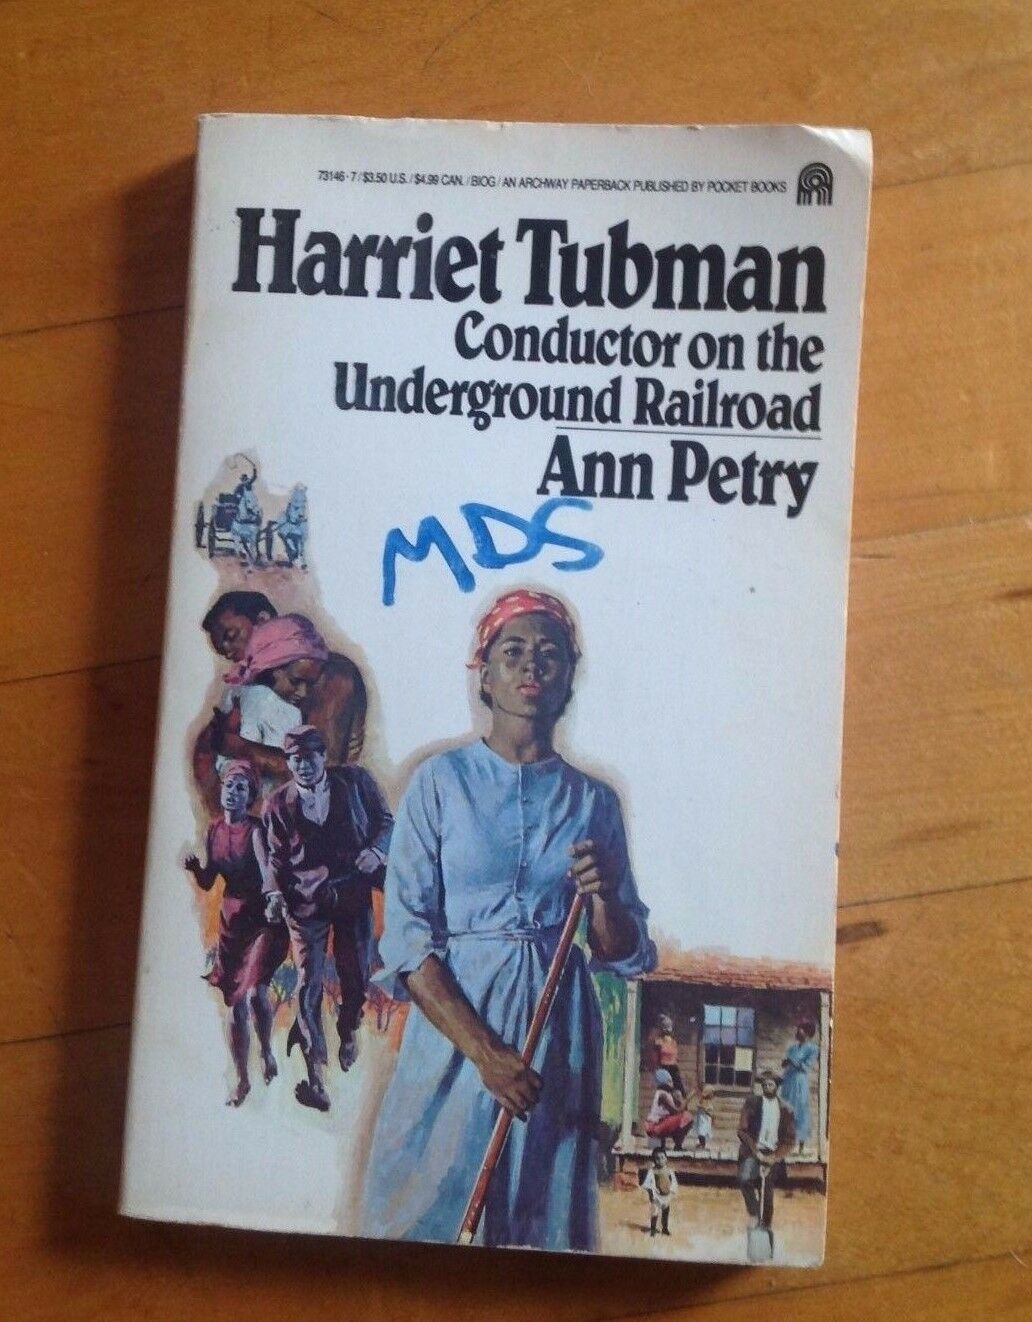 73146-7/$3.50 U.S./$4.99 CAN./BIOG/AN ARCHWAY PAPERBACK PUBLISHED BY POCKET BOOKS
Harriet Tubman
Conductor on the
Underground Railroad
Ann Petry
MDS